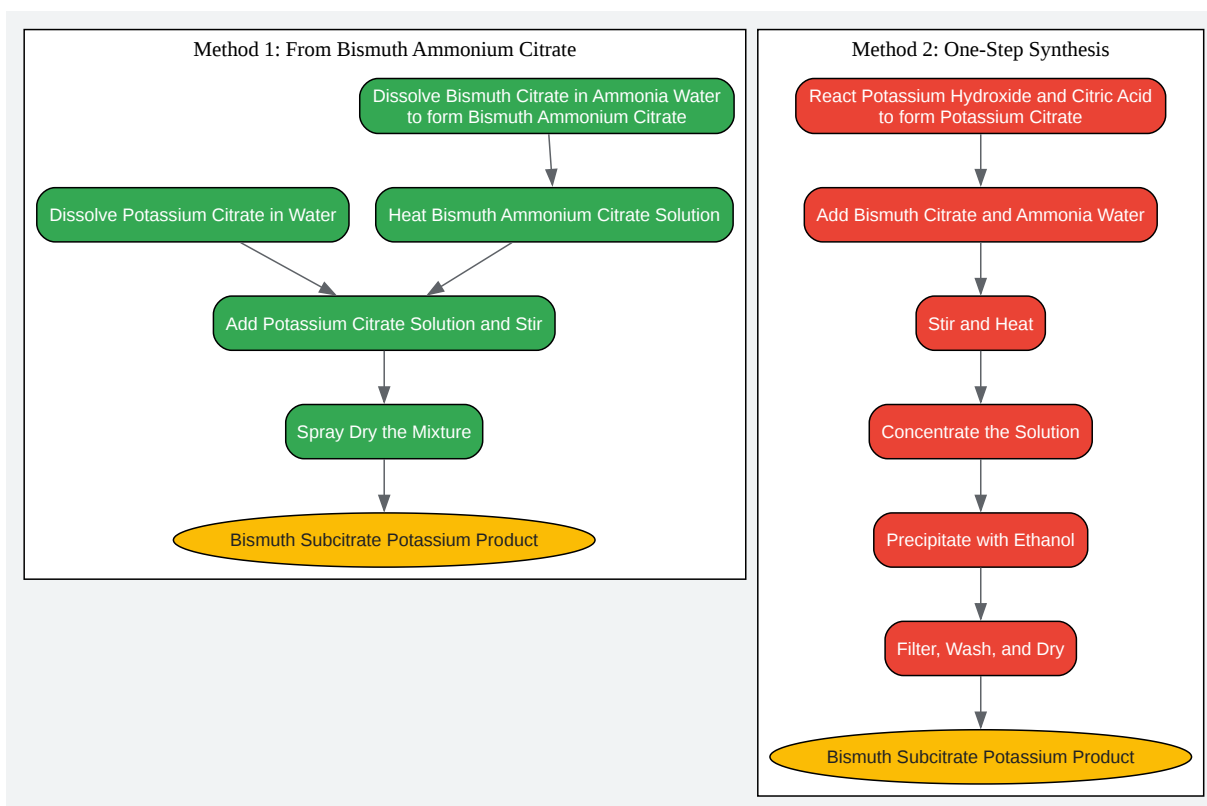 Method 1: From Bismuth Ammonium Citrate
Dissolve Bismuth Citrate in Ammonia Water
to form Bismuth Ammonium Citrate
Dissolve Potassium Citrate in Water
Heat Bismuth Ammonium Citrate Solution
Add Potassium Citrate Solution and Stir
Spray Dry the Mixture
Bismuth Subcitrate Potassium Product
Method 2: One-Step Synthesis
React Potassium Hydroxide and Citric Acid
to form Potassium Citrate
Add Bismuth Citrate and Ammonia Water
Stir and Heat
Concentrate the Solution
Precipitate with Ethanol
Filter, Wash, and Dry
Bismuth Subcitrate Potassium Product